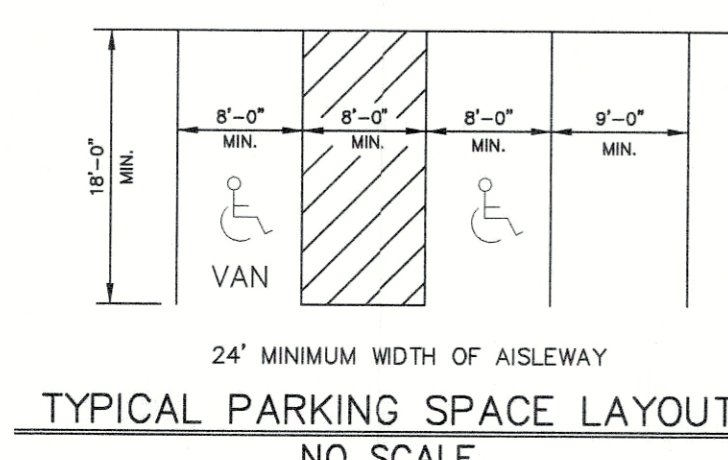 8'-0" 8'-0" 8'-0" 9'-0"
MIN. MIN. MIN. MIN.
18'-0"
MIN.
VAN
24' MINIMUM WIDTH OF AISLEWAY
TYPICAL PARKING SPACE LAYOUT
NO SCALE